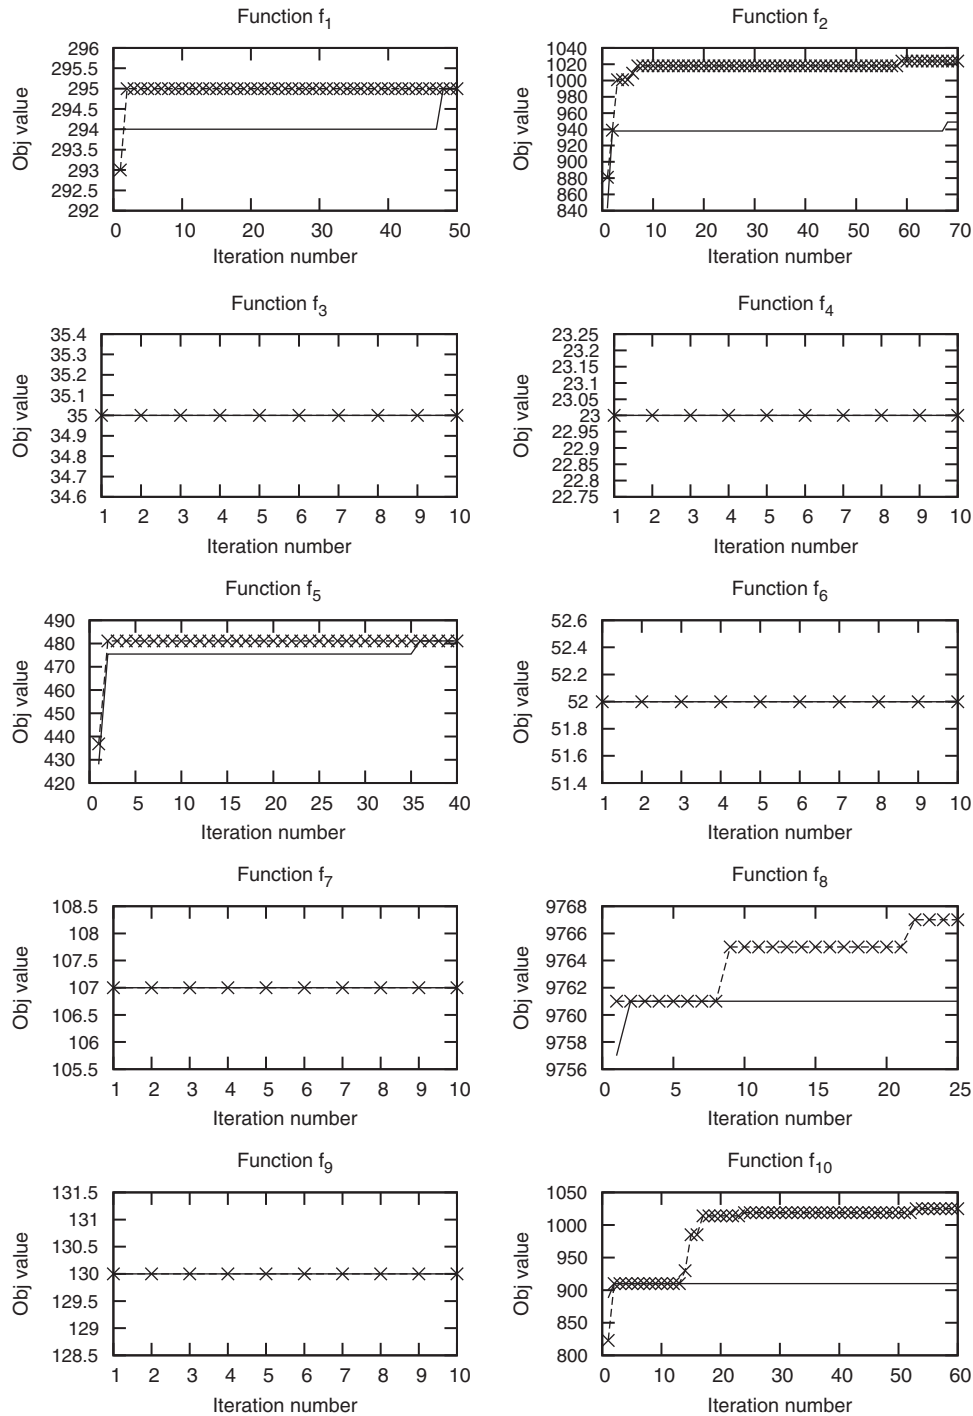 Function f1
Obj value
296
295.5
295
294.5
294
293.5
293
292.5
292
0 10 20 30 40 50
Iteration number
Function f2
Obj value
1040
1020
1000
980
960
940
920
900
880
860
840
0 10 20 30 40 50 60 70
Iteration number
Function f3
Obj value
35.4
35.3
35.2
35.1
35
34.9
34.8
34.7
34.6
1 2 3 4 5 6 7 8 9 10
Iteration number
Function f4
Obj value
23.25
23.2
23.15
23.1
23.05
23
22.95
22.9
22.85
22.8
22.75
1 2 3 4 5 6 7 8 9 10
Iteration number
Function f5
Obj value
490
480
470
460
450
440
430
420
0 5 10 15 20 25 30 35 40
Iteration number
Function f6
Obj value
52.6
52.4
52.2
52
51.8
51.6
51.4
1 2 3 4 5 6 7 8 9 10
Iteration number
Function f7
Obj value
108.5
108
107.5
107
106.5
106
105.5
1 2 3 4 5 6 7 8 9 10
Iteration number
Function f8
Obj value
9768
9766
9764
9762
9760
9758
9756
0 5 10 15 20 25
Iteration number
Function f9
Obj value
131.5
131
130.5
130
129.5
129
128.5
1 2 3 4 5 6 7 8 9 10
Iteration number
Function f10
Obj value
1050
1000
950
900
850
800
0 10 20 30 40 50 60
Iteration number